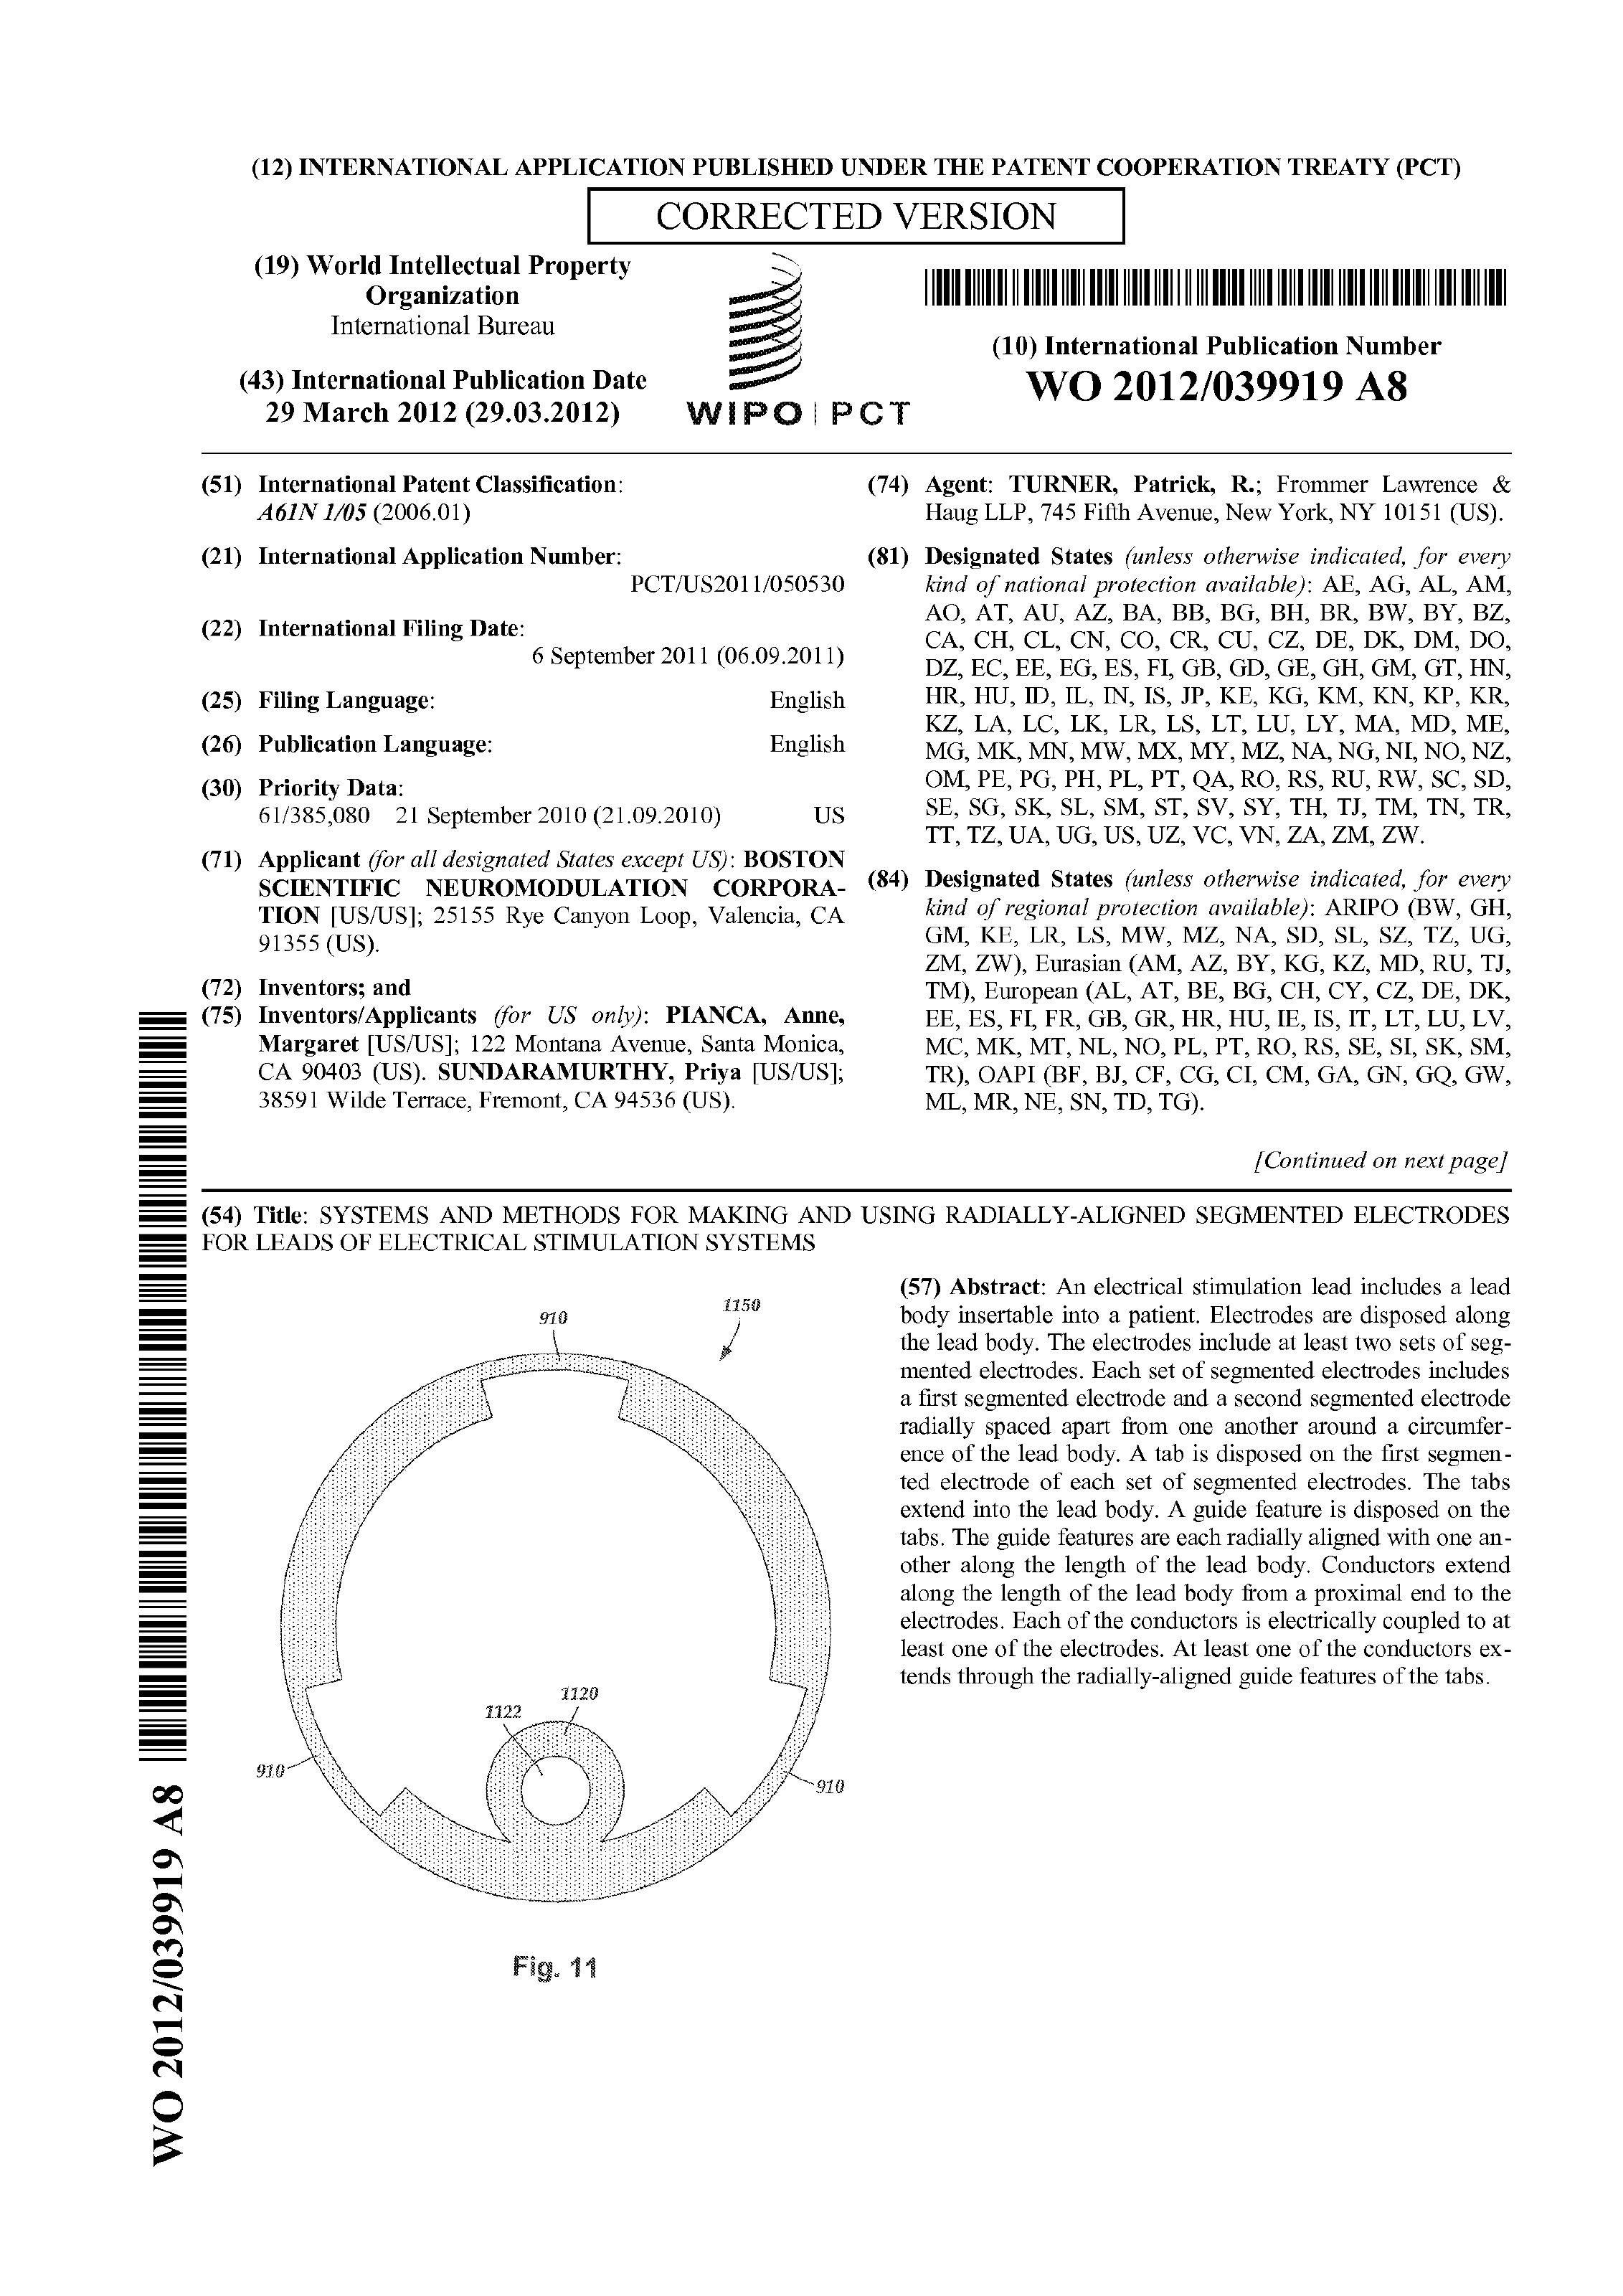 (12) INTERNATIONAL APPLICATION PUBLISHED UNDER THE PATENT COOPERATION TREATY (PCT)
CORRECTED VERSION
(19) World Intellectual Property
Organization
International Bureau
(43) International Publication Date
29 March 2012 (29.03.2012)
WIPO | PCT
(10) International Publication Number
WO 2012/039919 A8
(51) International Patent Classification:
A61N 1/05 (2006.01)
(21) International Application Number:
PCT/US2011/050530
(22) International Filing Date:
6 September 2011 (06.09.2011)
(25) Filing Language: English
(26) Publication Language: English
(30) Priority Data:
61/385,080 21 September 2010 (21.09.2010) US
(71) Applicant (for all designated States except US): BOSTON
SCIENTIFIC NEUROMODULATION CORPORA-
TION [US/US]; 25155 Rye Canyon Loop, Valencia, CA
91355 (US).
(72) Inventors; and
(75) Inventors/Applicants (for US only): PIANCA, Anne,
Margaret [US/US]; 122 Montana Avenue, Santa Monica,
CA 90403 (US). SUNDARAMURTHY, Priya [US/US];
38591 Wilde Terrace, Fremont, CA 94536 (US).
(74) Agent: TURNER, Patrick, R.; Frommer Lawrence &
Haug LLP, 745 Fifth Avenue, New York, NY 10151 (US).
(81) Designated States (unless otherwise indicated, for every
kind of national protection available): AE, AG, AL, AM,
AO, AT, AU, AZ, BA, BB, BG, BH, BR, BW, BY, BZ,
CA, CH, CL, CN, CO, CR, CU, CZ, DE, DK, DM, DO,
DZ, EC, EE, EG, ES, FI, GB, GD, GE, GH, GM, GT, HN,
HR, HU, ID, IL, IN, IS, JP, KE, KG, KM, KN, KP, KR,
KZ, LA, LC, LK, LR, LS, LT, LU, LY, MA, MD, ME,
MG, MK, MN, MW, MX, MY, MZ, NA, NG, NI, NO, NZ,
OM, PE, PG, PH, PL, PT, QA, RO, RS, RU, RW, SC, SD,
SE, SG, SK, SL, SM, ST, SV, SY, TH, TJ, TM, TN, TR,
TT, TZ, UA, UG, US, UZ, VC, VN, ZA, ZM, ZW.
(84) Designated States (unless otherwise indicated, for every
kind of regional protection available): ARIPO (BW, GH,
GM, KE, LR, LS, MW, MZ, NA, SD, SL, SZ, TZ, UG,
ZM, ZW), Eurasian (AM, AZ, BY, KG, KZ, MD, RU, TJ,
TM), European (AL, AT, BE, BG, CH, CY, CZ, DE, DK,
EE, ES, FI, FR, GB, GR, HR, HU, IE, IS, IT, LT, LU, LV,
MC, MK, MT, NL, NO, PL, PT, RO, RS, SE, SI, SK, SM,
TR), OAPI (BF, BJ, CF, CG, CI, CM, GA, GN, GQ, GW,
ML, MR, NE, SN, TD, TG).
[Continued on next page]
(54) Title: SYSTEMS AND METHODS FOR MAKING AND USING RADIALLY-ALIGNED SEGMENTED ELECTRODES
FOR LEADS OF ELECTRICAL STIMULATION SYSTEMS
910
1150
1122
1120
910
910
Fig. 11
(57) Abstract: An electrical stimulation lead includes a lead
body insertable into a patient. Electrodes are disposed along
the lead body. The electrodes include at least two sets of seg-
mented electrodes. Each set of segmented electrodes includes
a first segmented electrode and a second segmented electrode
radially spaced apart from one another around a circumfer-
ence of the lead body. A tab is disposed on the first segmen-
ted electrode of each set of segmented electrodes. The tabs
extend into the lead body. A guide feature is disposed on the
tabs. The guide features are each radially aligned with one an-
other along the length of the lead body. Conductors extend
along the length of the lead body from a proximal end to the
electrodes. Each of the conductors is electrically coupled to at
least one of the electrodes. At least one of the conductors ex-
tends through the radially-aligned guide features of the tabs.
WO 2012/039919 A8